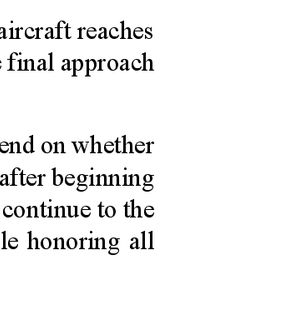 aircraft reaches
final approach
end on whether
after beginning
continue to the
le honoring all